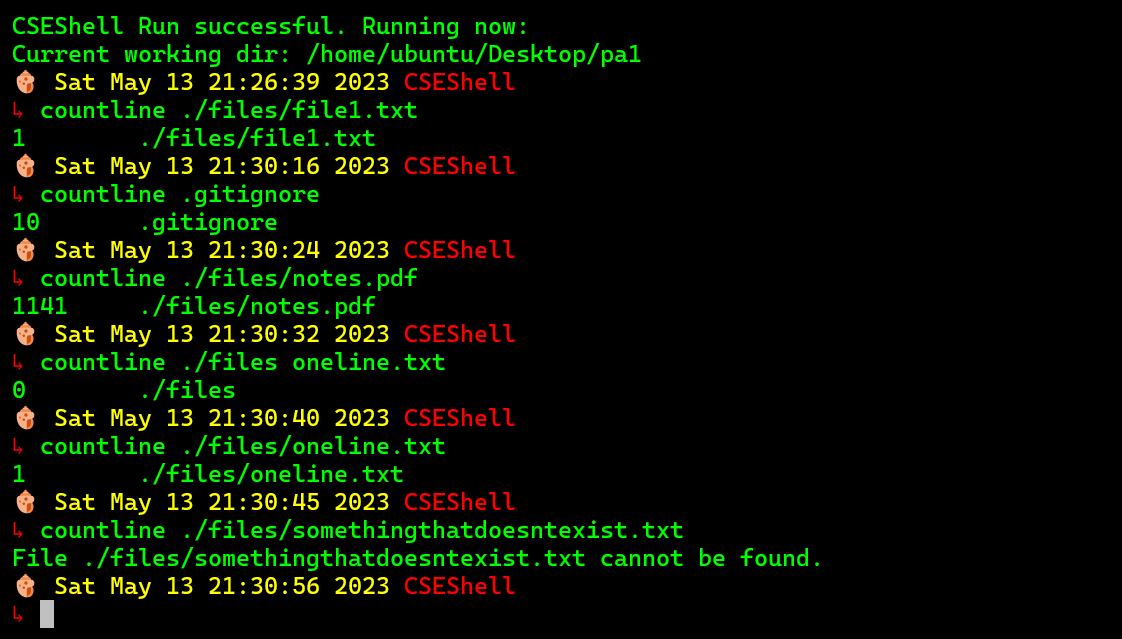 CSEShell Run successful. Running now:
Current working dir: /home/ubuntu/Desktop/pa1
Sat May 13 21:26:39 2023 CSEShell
↳ countline ./files/file1.txt
1        ./files/file1.txt
Sat May 13 21:30:16 2023 CSEShell
↳ countline .gitignore
10       .gitignore
Sat May 13 21:30:24 2023 CSEShell
↳ countline ./files/notes.pdf
1141     ./files/notes.pdf
Sat May 13 21:30:32 2023 CSEShell
↳ countline ./files oneline.txt
0        ./files
Sat May 13 21:30:40 2023 CSEShell
↳ countline ./files/oneline.txt
1        ./files/oneline.txt
Sat May 13 21:30:45 2023 CSEShell
↳ countline ./files/somethingthatdoesntexist.txt
File ./files/somethingthatdoesntexist.txt cannot be found.
Sat May 13 21:30:56 2023 CSEShell
↳